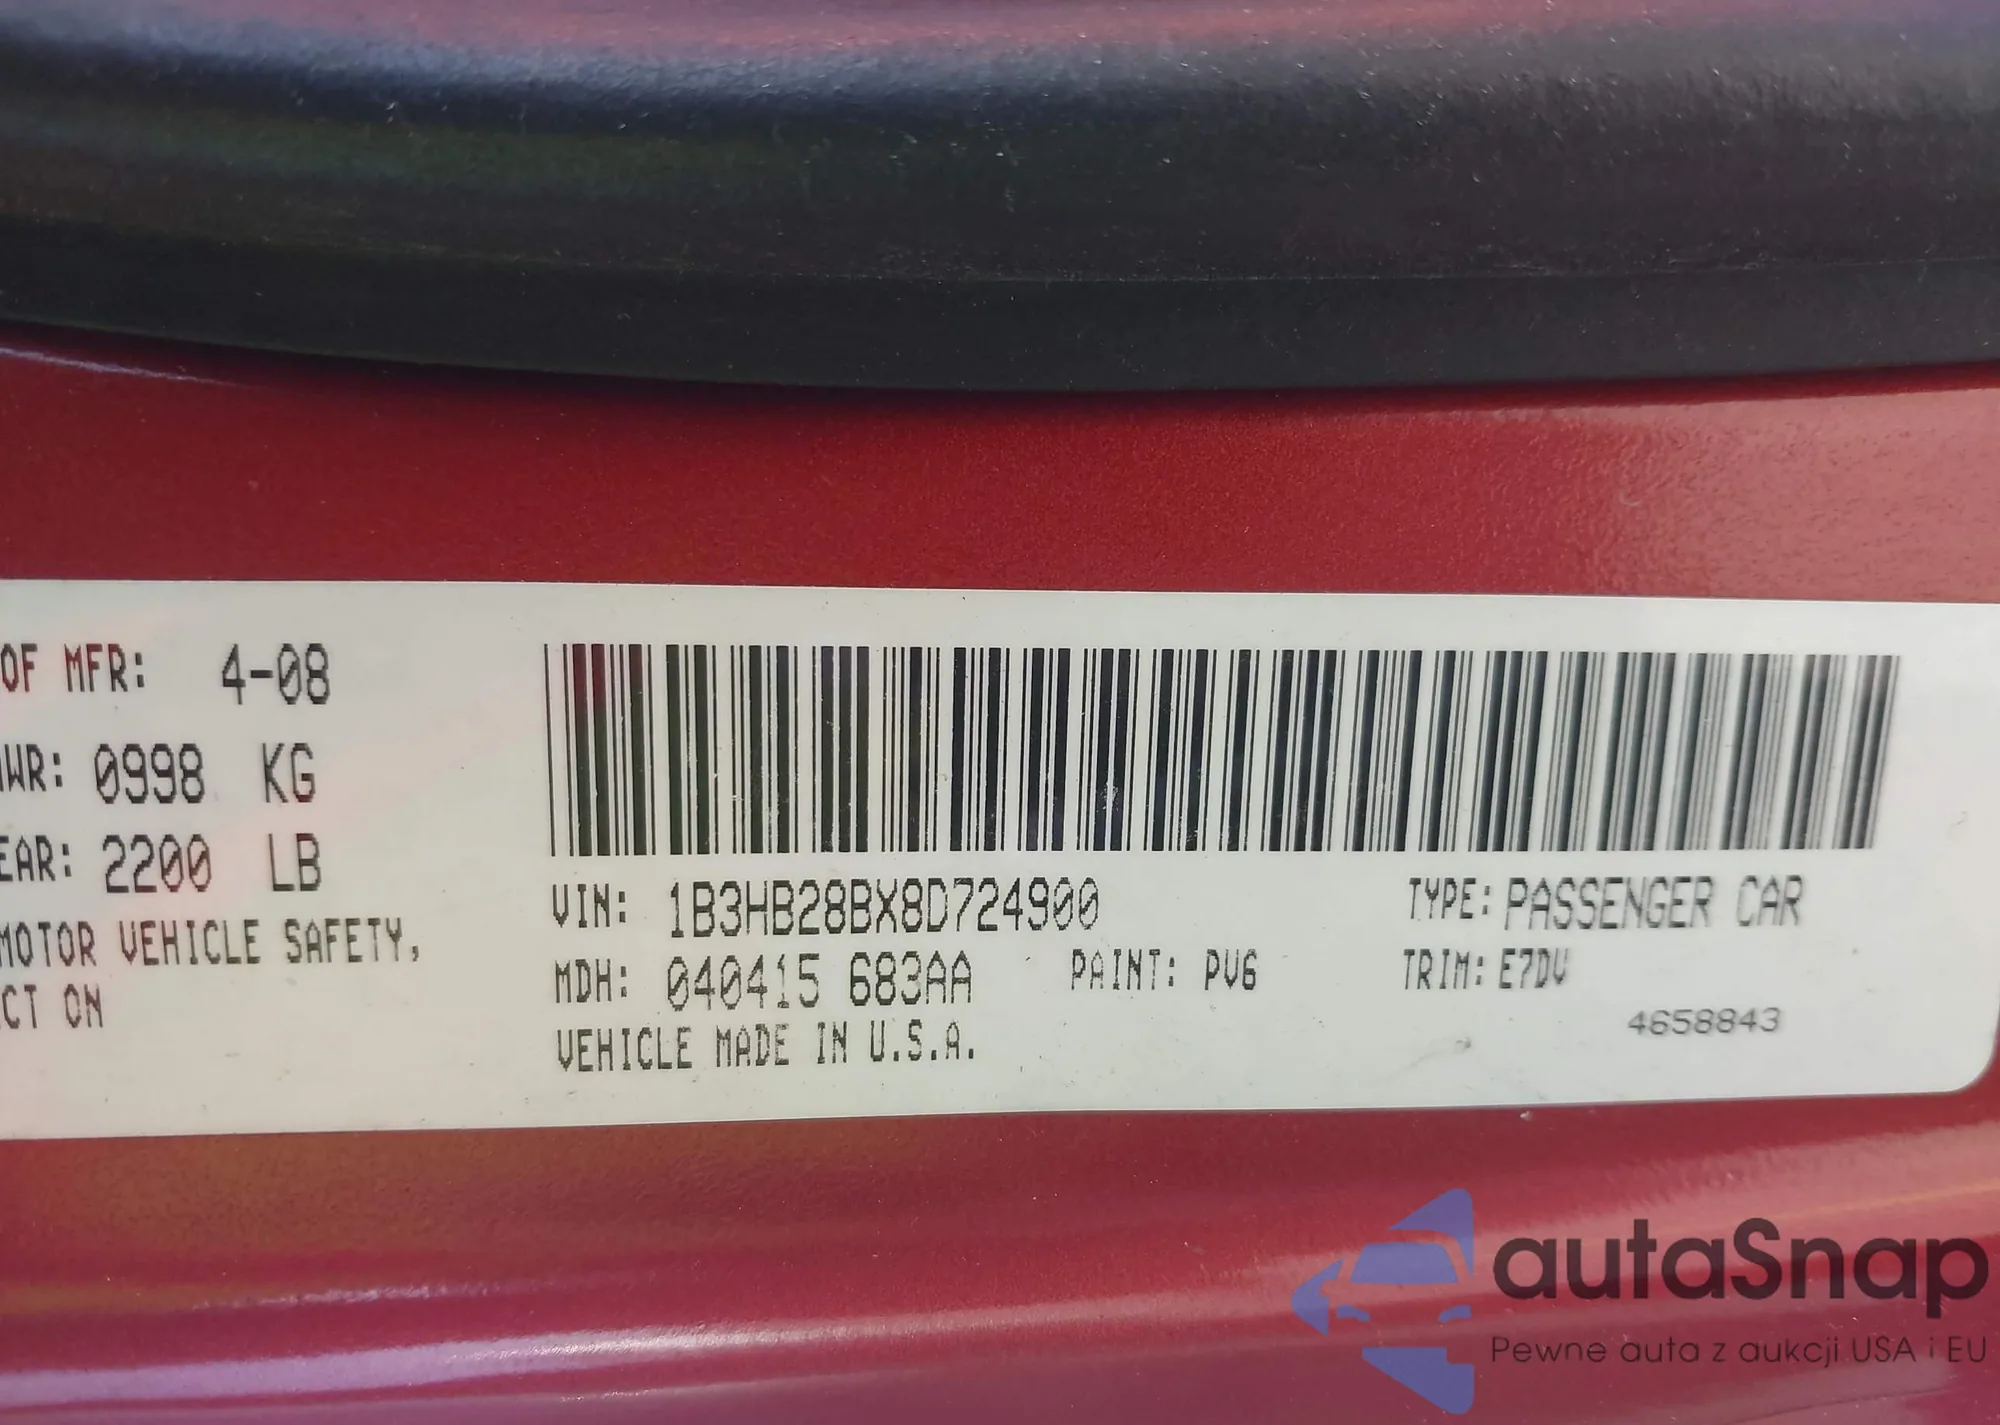 OF MFR: 4-08
WR: 0998 KG
EAR: 2200 LB
MOTOR VEHICLE SAFETY,
CT ON
VIN: 1B3HB28BX8D724900
TYPE: PASSENGER CAR
MDH: 040415 683AA
PAINT: PV6
TRIM: E7DV
VEHICLE MADE IN U.S.A.
4658843
autaSnap
Pewne auta z aukcji USA i EU